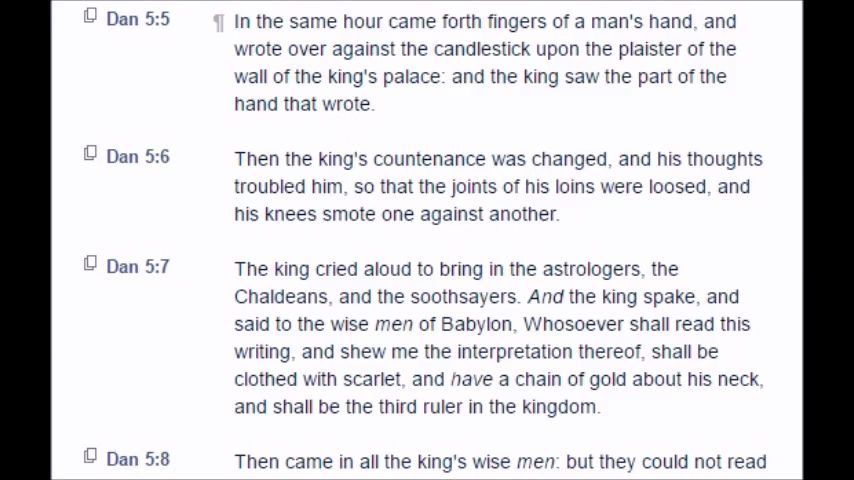 Dan 5:5 ¶ In the same hour came forth fingers of a man's hand, and
wrote over against the candlestick upon the plaister of the
wall of the king's palace: and the king saw the part of the
hand that wrote.
Dan 5:6 Then the king's countenance was changed, and his thoughts
troubled him, so that the joints of his loins were loosed, and
his knees smote one against another.
Dan 5:7 The king cried aloud to bring in the astrologers, the
Chaldeans, and the soothsayers. And the king spake, and
said to the wise men of Babylon, Whosoever shall read this
writing, and shew me the interpretation thereof, shall be
clothed with scarlet, and have a chain of gold about his neck,
and shall be the third ruler in the kingdom.
Dan 5:8 Then came in all the king's wise men: but they could not read